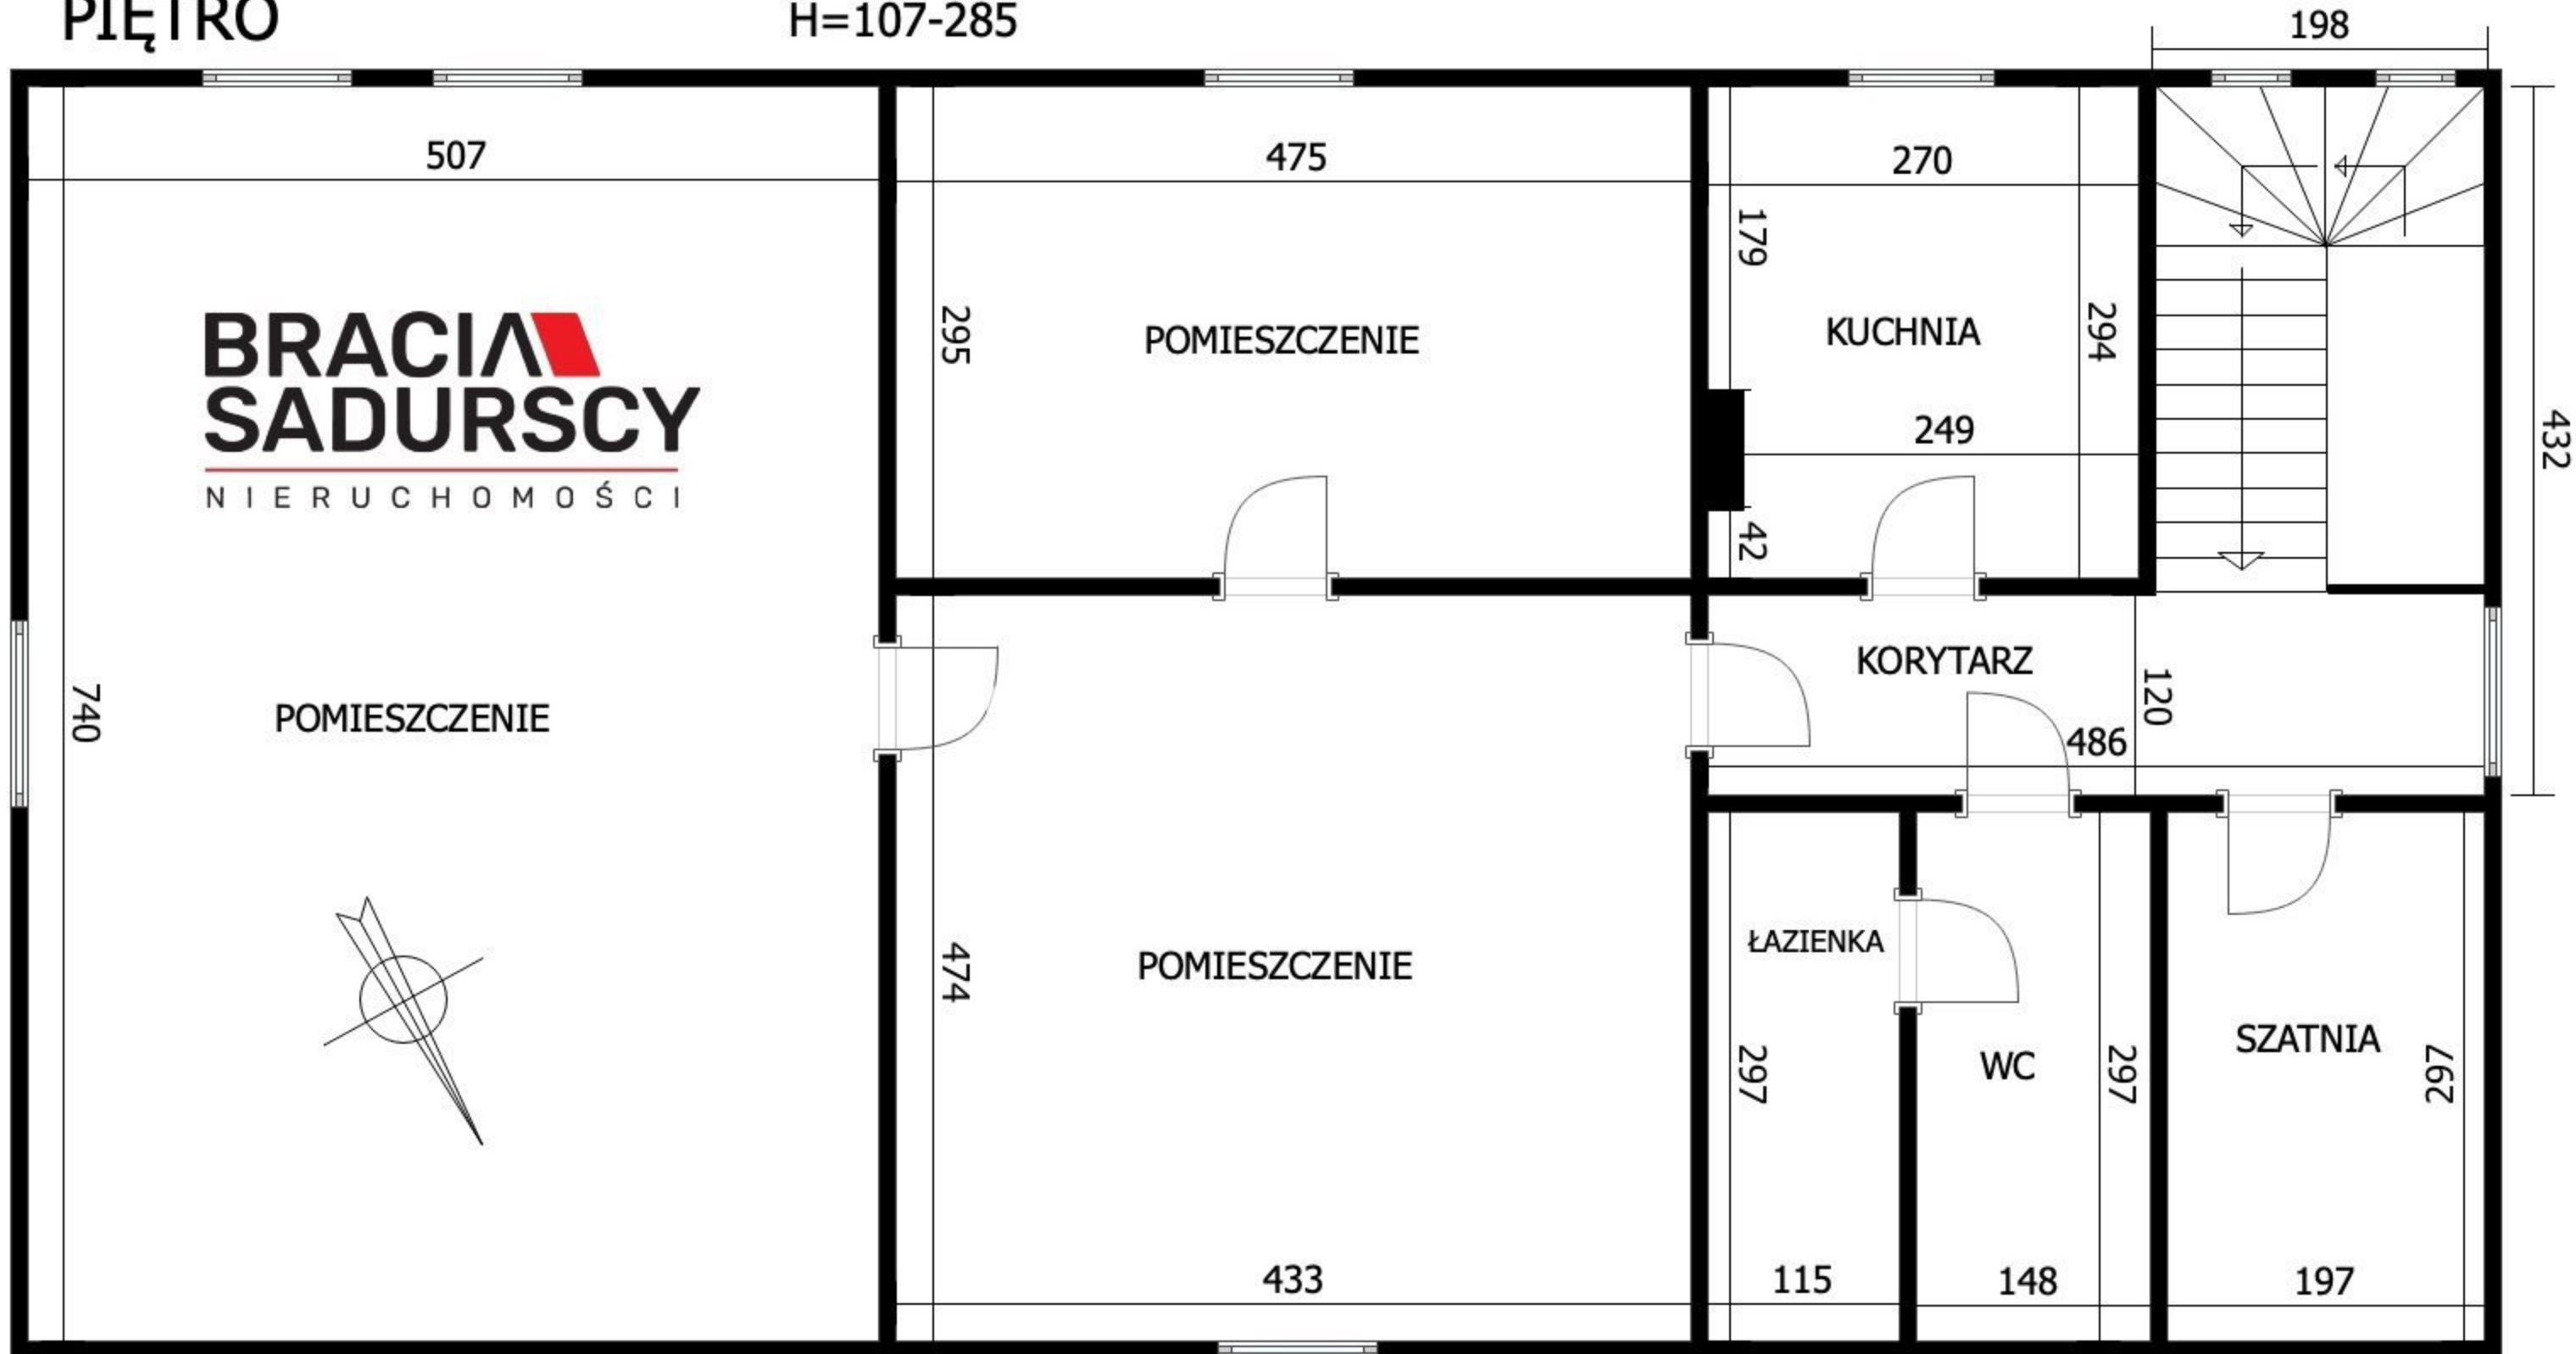 PIĘTRO
H=107-285
198
507
475
270
179
295
POMIESZCZENIE
KUCHNIA
294
BRACIA
SADURSCY
NIERUCHOMOŚCI
249
432
42
740
POMIESZCZENIE
KORYTARZ
120
486
474
POMIESZCZENIE
ŁAZIENKA
297
WC
297
SZATNIA
297
433
115
148
197